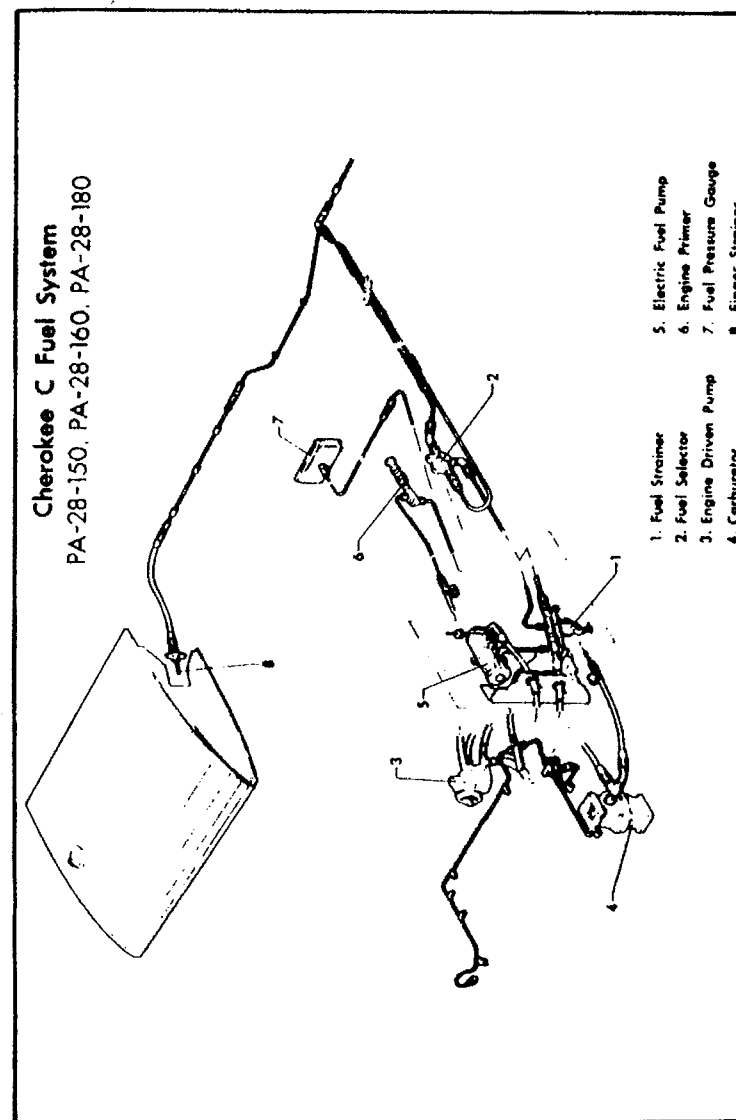 Cherokee C Fuel System
PA-28-150, PA-28-160, PA-28-180
7
2
6
8
5
1
3
4
1. Fuel Strainer
2. Fuel Selector
3. Engine Driven Pump
4. Carburetor
5. Electric Fuel Pump
6. Engine Primer
7. Fuel Pressure Gauge
8. Finger Strainer